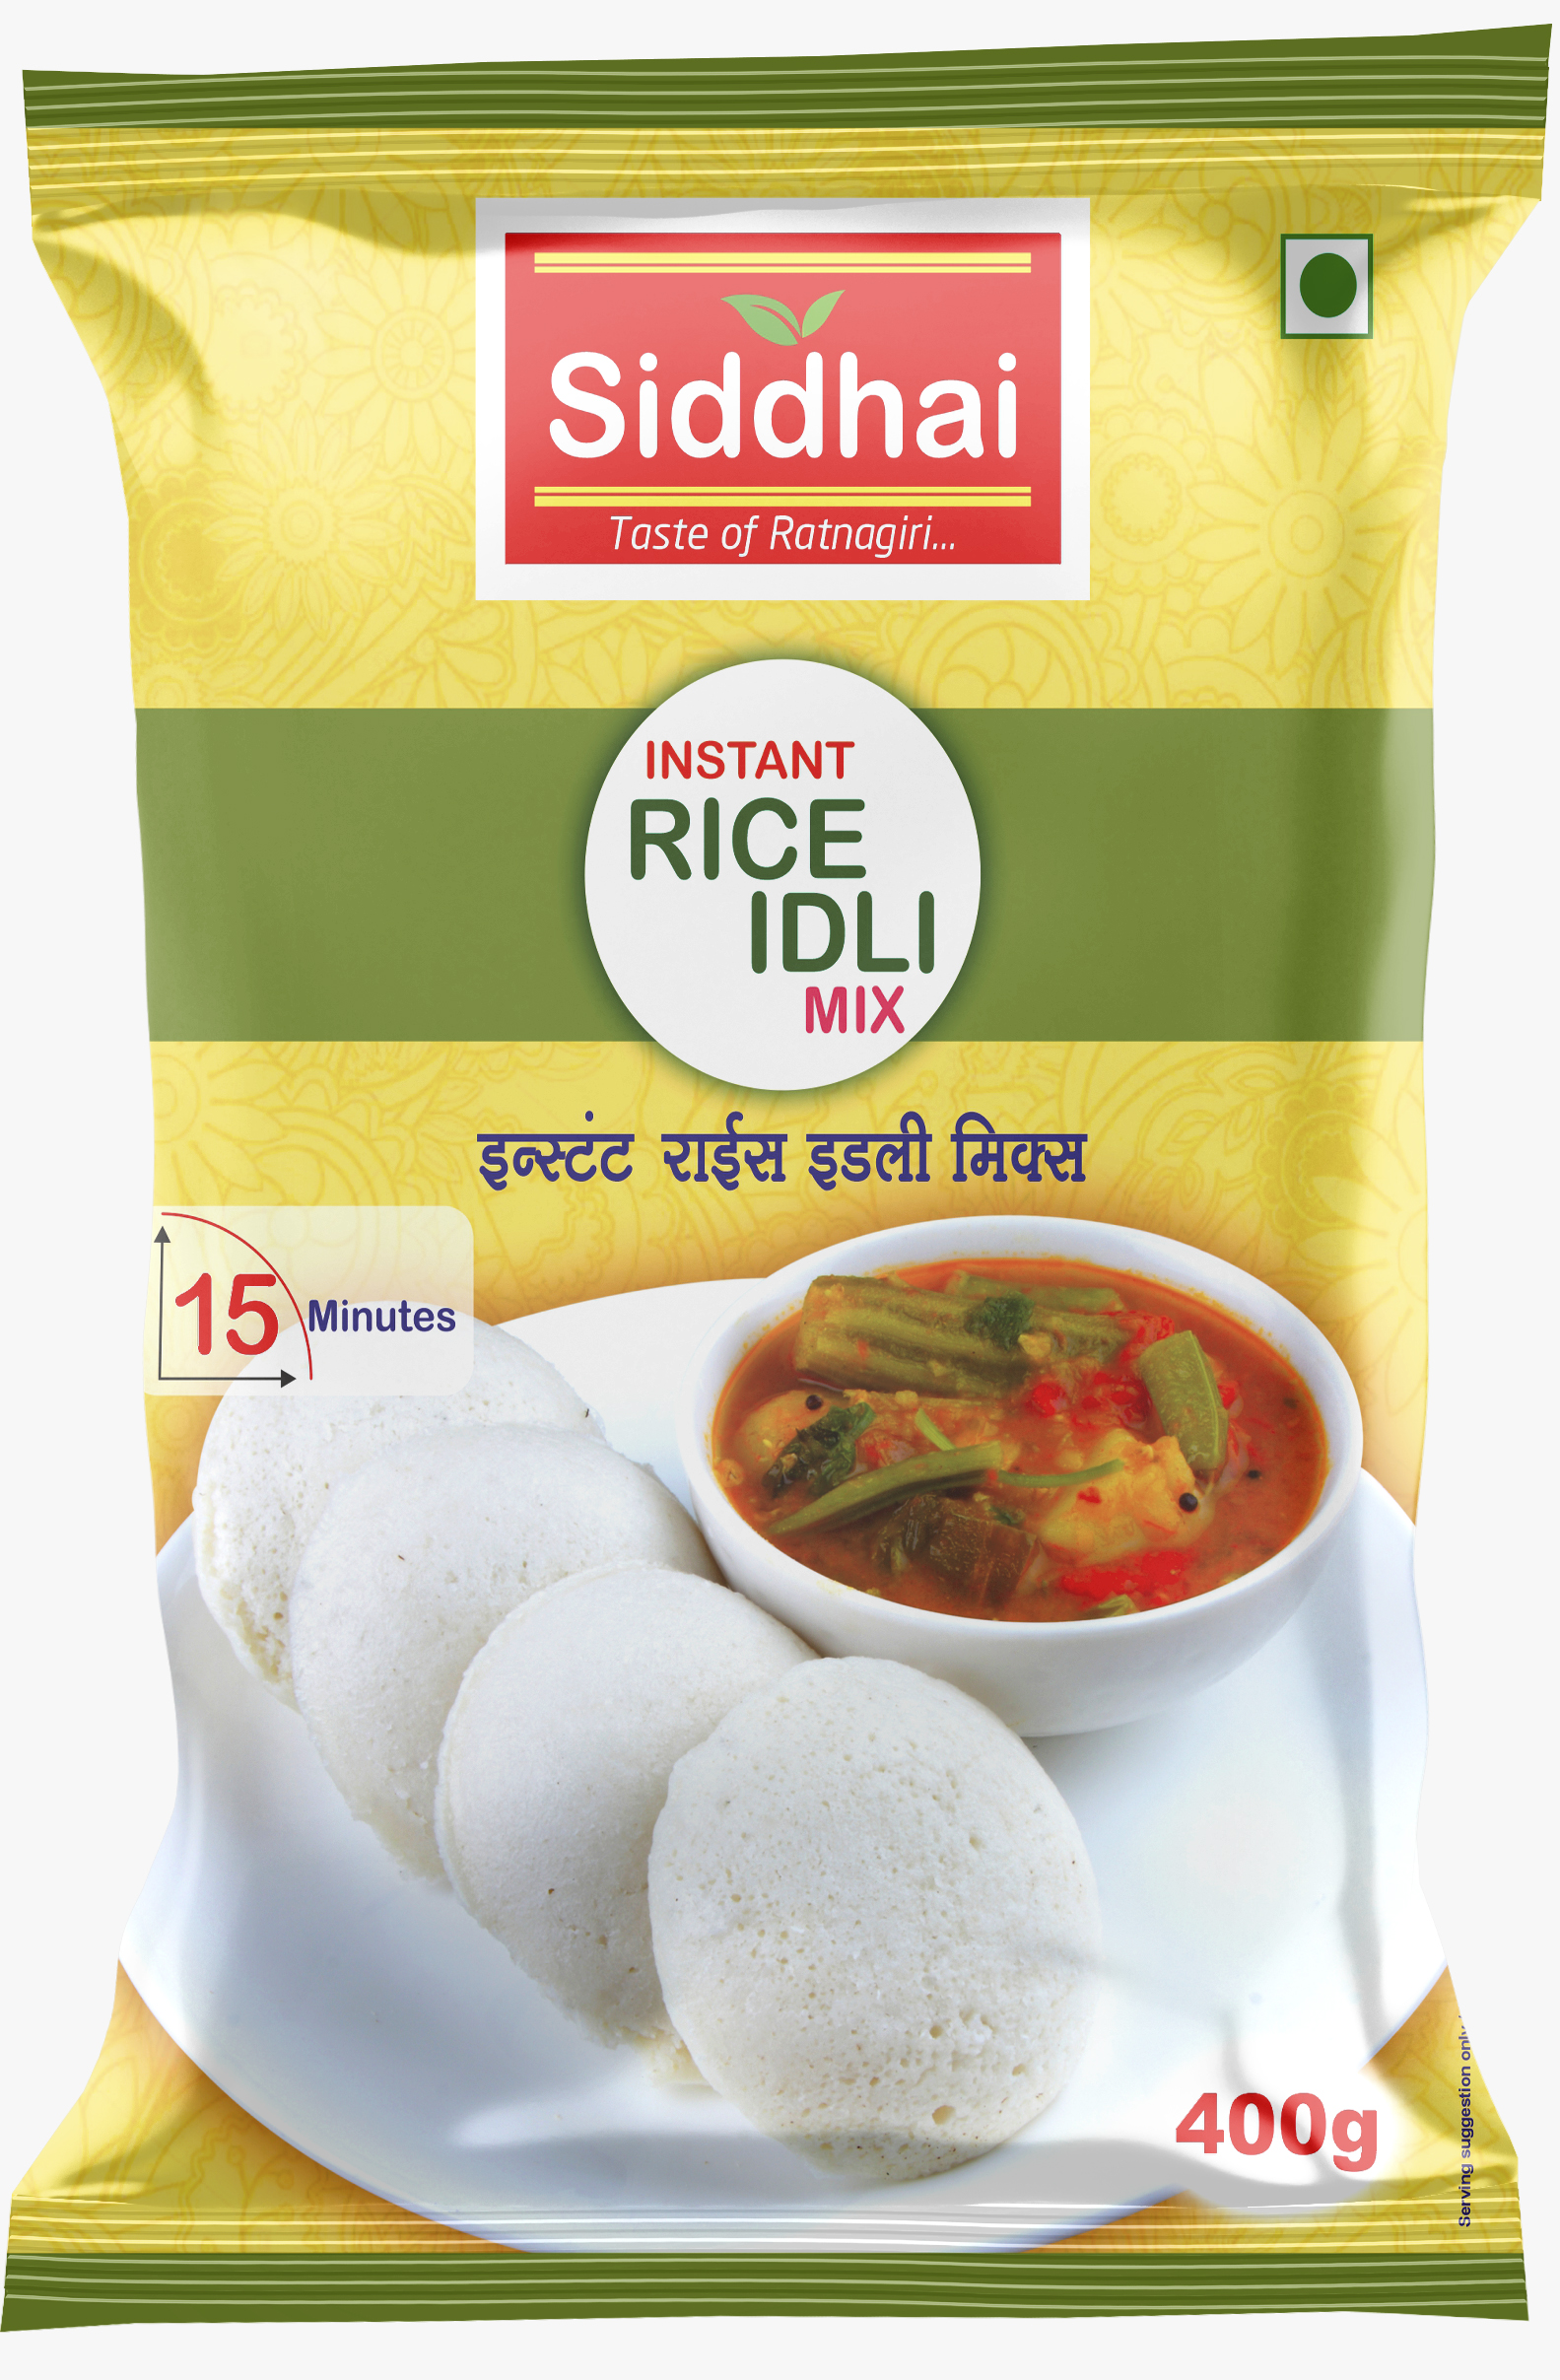 Siddhai
Taste of Ratnagiri...
INSTANT
RICE
IDLI
MIX
इन्स्टंट राईस इडली मिक्स
15 Minutes
400g
Serving suggestion only